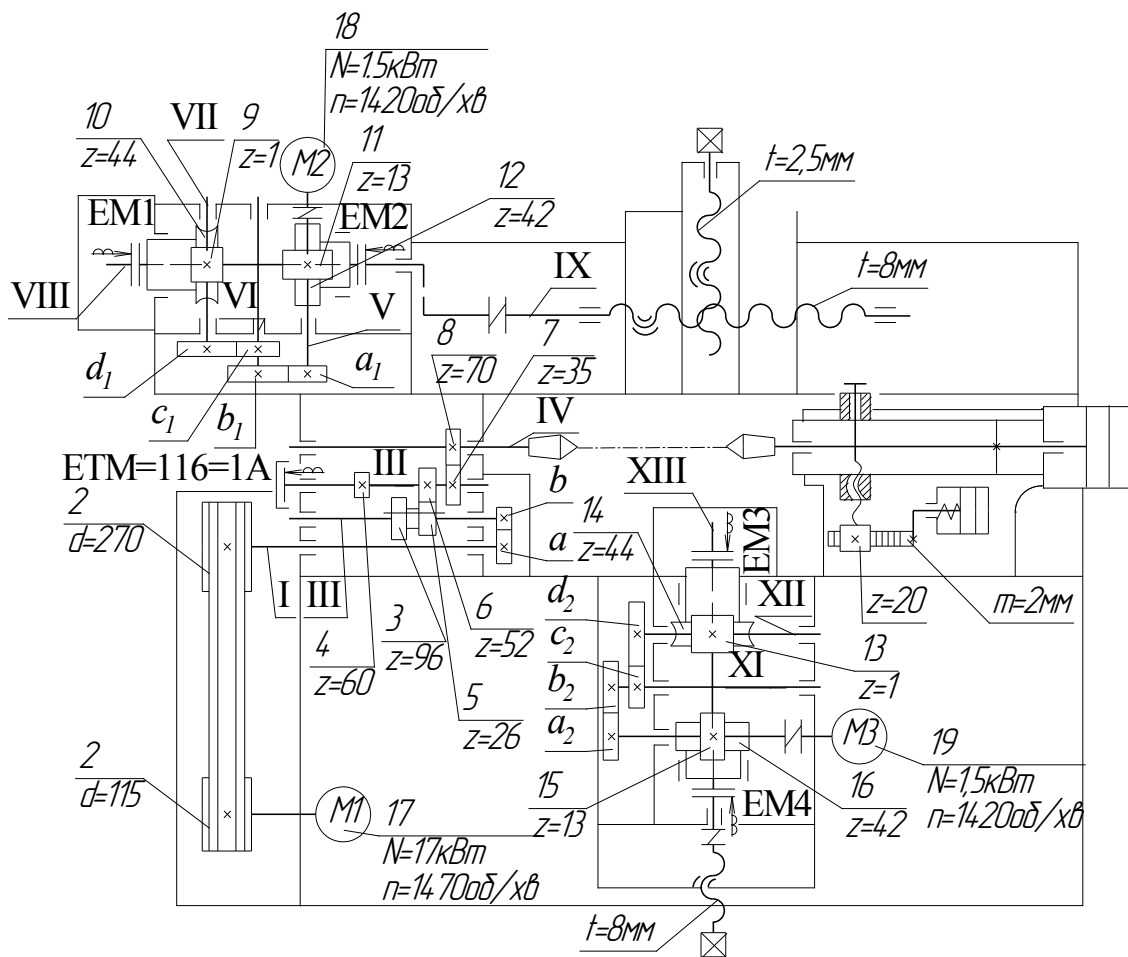 18
N=1.5кВт
n=1420об/хв
10
z=44
VII
9
z=1
M2
11
z=13
12
z=42
t=2,5мм
EM1
EM2
VIII
VI
V
IX
t=8мм
d1
c1
b1
a1
8
z=70
7
z=35
IV
ЕТМ=116=1А
III
XIII
2
d=270
b
a
14
z=44
EM3
I
III
4
z=60
3
z=96
6
z=52
5
z=26
d2
c2
b2
a2
XII
XI
z=20
m=2мм
13
z=1
M3
19
N=1,5кВт
n=1420об/хв
2
d=115
M1
17
N=17кВт
n=1470об/хв
15
z=13
EM4
16
z=42
t=8мм